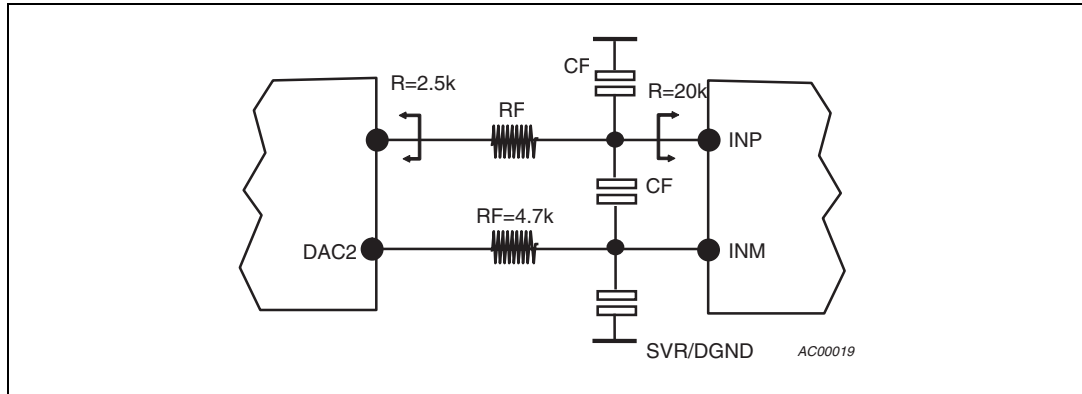 CF
R=2.5k
R=20k
RF
INP
CF
RF=4.7k
DAC2
INM
SVR/DGND
AC00019